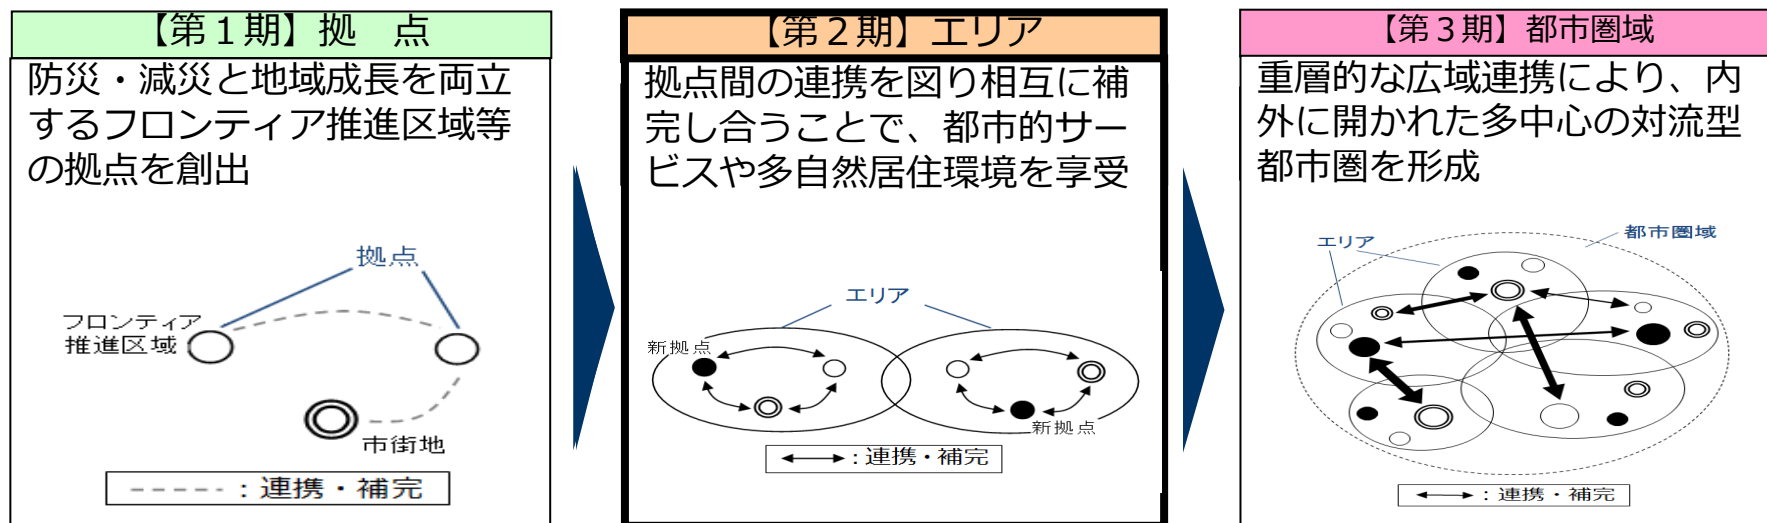 【第１期】拠　点
防災・減災と地域成長を両立
するフロンティア推進区域等
の拠点を創出
拠点
フロンティア
推進区域
市街地
：連携・補完
【第２期】エリア
拠点間の連携を図り相互に補
完し合うことで、都市的サー
ビスや多自然居住環境を享受
エリア
新拠点
新拠点
：連携・補完
【第３期】都市圏域
重層的な広域連携により、内
外に開かれた多中心の対流型
都市圏を形成
エリア
都市圏域
：連携・補完